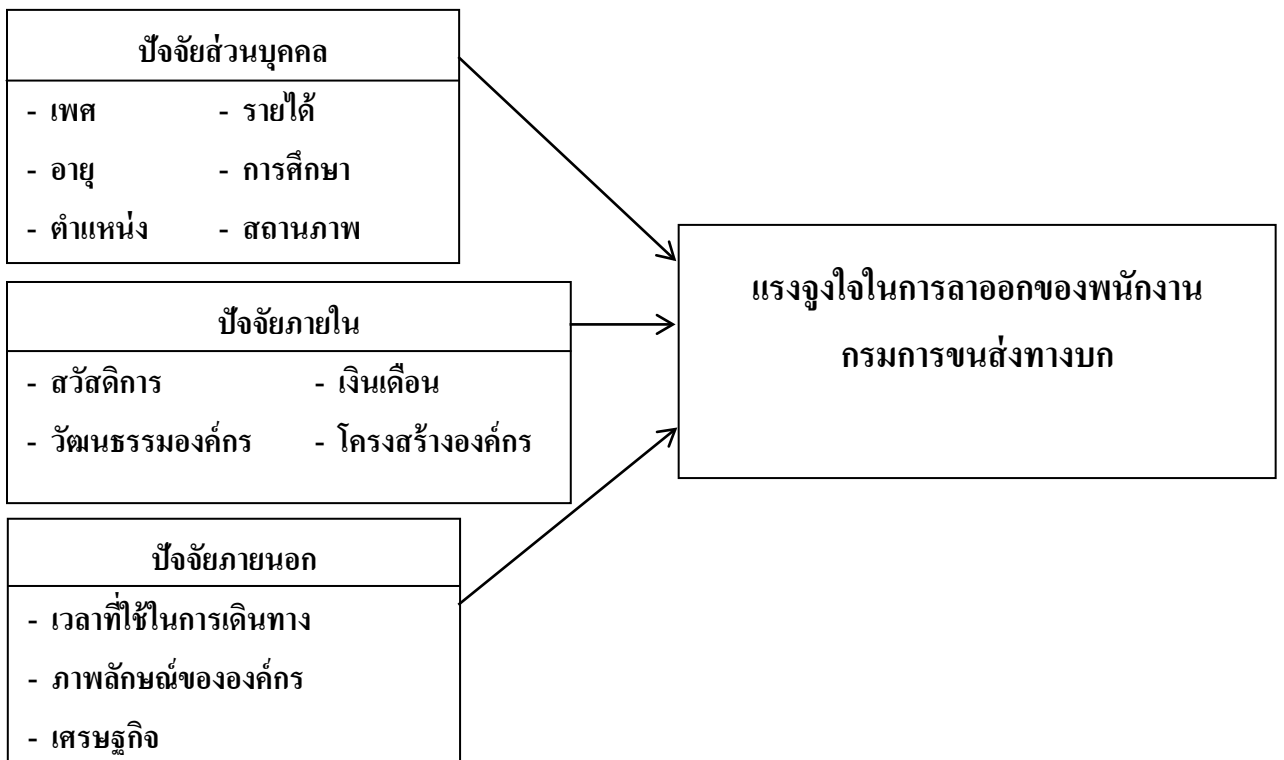 ปัจจัยส่วนบุคคล
- เพศ - รายได้
- อายุ - การศึกษา
- ตำแหน่ง - สถานภาพ
ปัจจัยภายใน
- สวัสดิการ - เงินเดือน
- วัฒนธรรมองค์กร - โครงสร้างองค์กร
ปัจจัยภายนอก
- เวลาที่ใช้ในการเดินทาง
- ภาพลักษณ์ขององค์กร
- เศรษฐกิจ
แรงจูงใจในการลาออกของพนักงาน
กรมการขนส่งทางบก